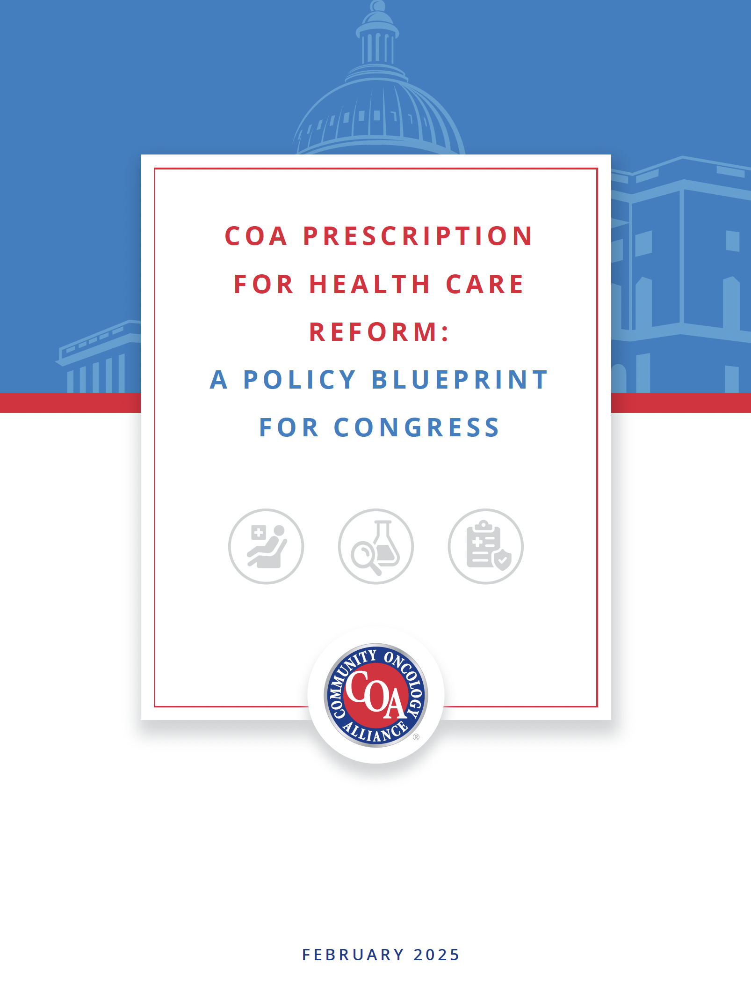 COA PRESCRIPTION
FOR HEALTH CARE
REFORM:
A POLICY BLUEPRINT
FOR CONGRESS
COMMUNITY ONCOLOGY
COA
ALLIANCE
®
FEBRUARY 2025